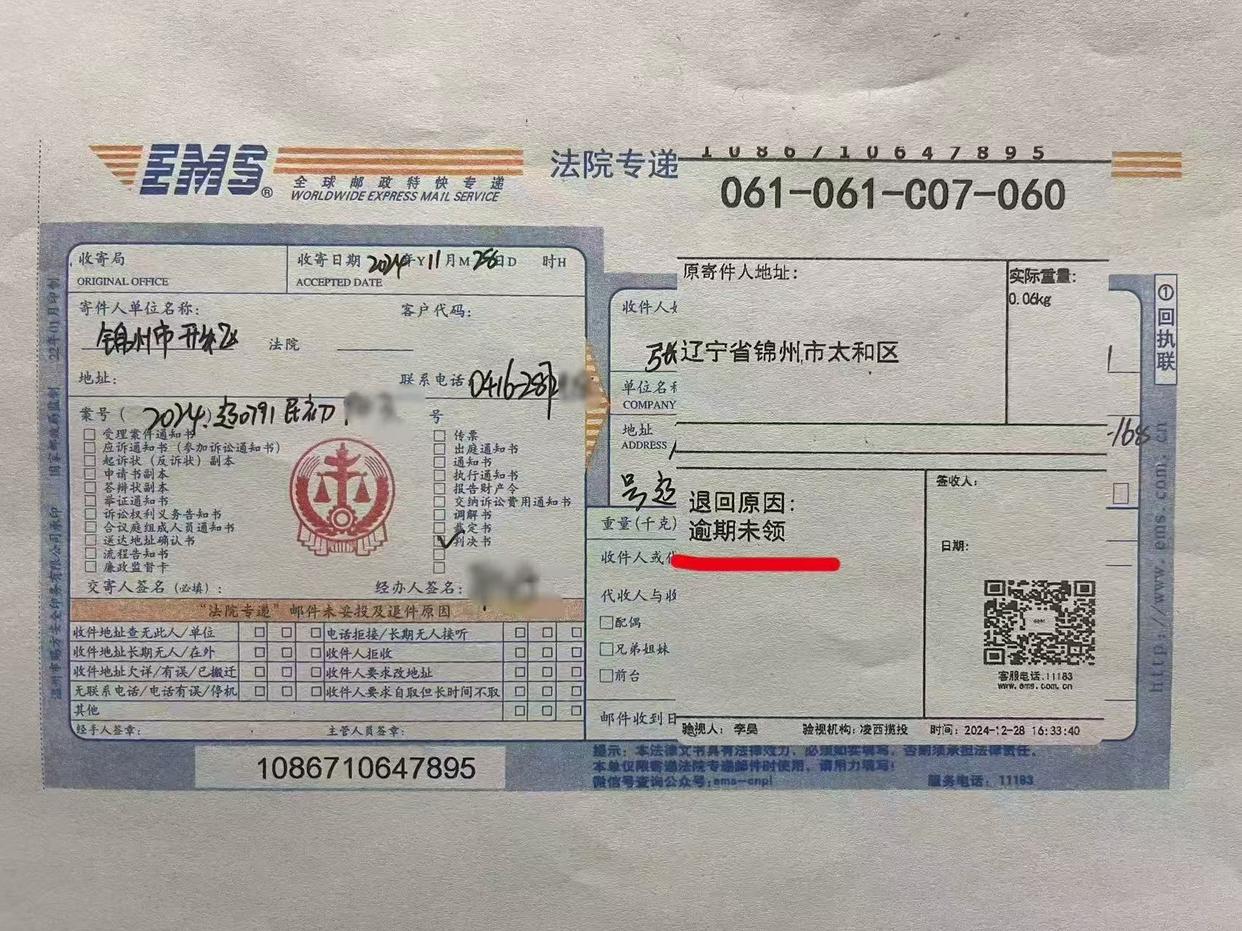 EMS®
全球邮政特快专递
WORLDWIDE EXPRESS MAIL SERVICE
法院专递
1086710647895
061-061-C07-060
收寄局
ORIGINAL OFFICE
收寄日期 2024年Y11月M28日D 时H
ACCEPTED DATE
寄件人单位名称:
客户代码:
锦州市 法院
地址:
联系电话: 0416-287
案号( 2024 辽0791民初 号
受理案件通知书
应诉通知书(参加诉讼通知书)
起诉状(反诉状)副本
申请书副本
答辩状副本
举证通知书
诉讼权利义务告知书
合议庭组成人员通知书
送达地址确认书
流程告知书
廉政监督卡
传票
出庭通知书
通知书
执行通知书
报告财产令
交纳诉讼费用通知书
调解书
裁定书
判决书
交寄人签名(必填):
经办人签名:
"法院专递"邮件未妥投及退件原因
收件地址查无此人/单位
电话拒接/长期无人接听
收件地址长期无人/在外
收件人拒收
收件地址欠详/有误/已搬迁
收件人要求改地址
无联系电话/电话有误/停机
收件人要求自取但长时间不取
其他
经手人签章:
主管人员签章:
1086710647895
收件人
张
单位名称
COMPANY
地址
ADDRESS
重量(千克)
收件人或
代收人与收
配偶
兄弟姐妹
前台
邮件收到日
原寄件人地址:
辽宁省锦州市太和区
实际重量:
0.06kg
-168
退回原因:
逾期未领
签收人:
日期:
客服电话.11183
www.ems.com.cn
验视人: 李昊 验视机构:凌西揽投 时间:2024-12-28 16:33:40
提示:本法律文书具有法律效力,必须如实填写,否则须承担法律责任。
本单仅限寄递法院专递邮件时使用,请用力填写!
微信号查询公众号:ems-cnpl
服务电话:11183
①回执联
http://www.ems.com.cn